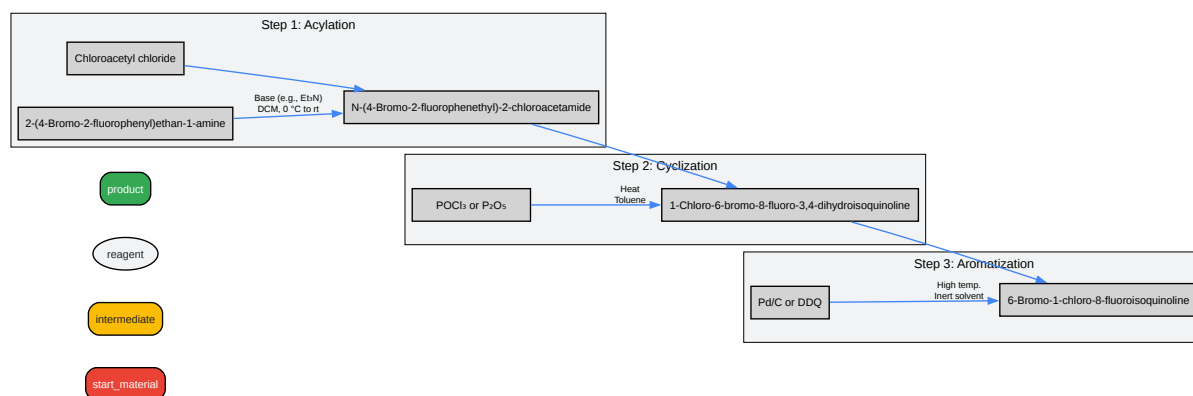 Step 1: Acylation
Chloroacetyl chloride
2-(4-Bromo-2-fluorophenyl)ethan-1-amine
Base (e.g., Et₃N)
DCM, 0 °C to rt
N-(4-Bromo-2-fluorophenethyl)-2-chloroacetamide
Step 2: Cyclization
POCl₃ or P₂O₅
Heat
Toluene
1-Chloro-6-bromo-8-fluoro-3,4-dihydroisoquinoline
Step 3: Aromatization
Pd/C or DDQ
High temp.
Inert solvent
6-Bromo-1-chloro-8-fluoroisoquinoline
product
reagent
intermediate
start_material